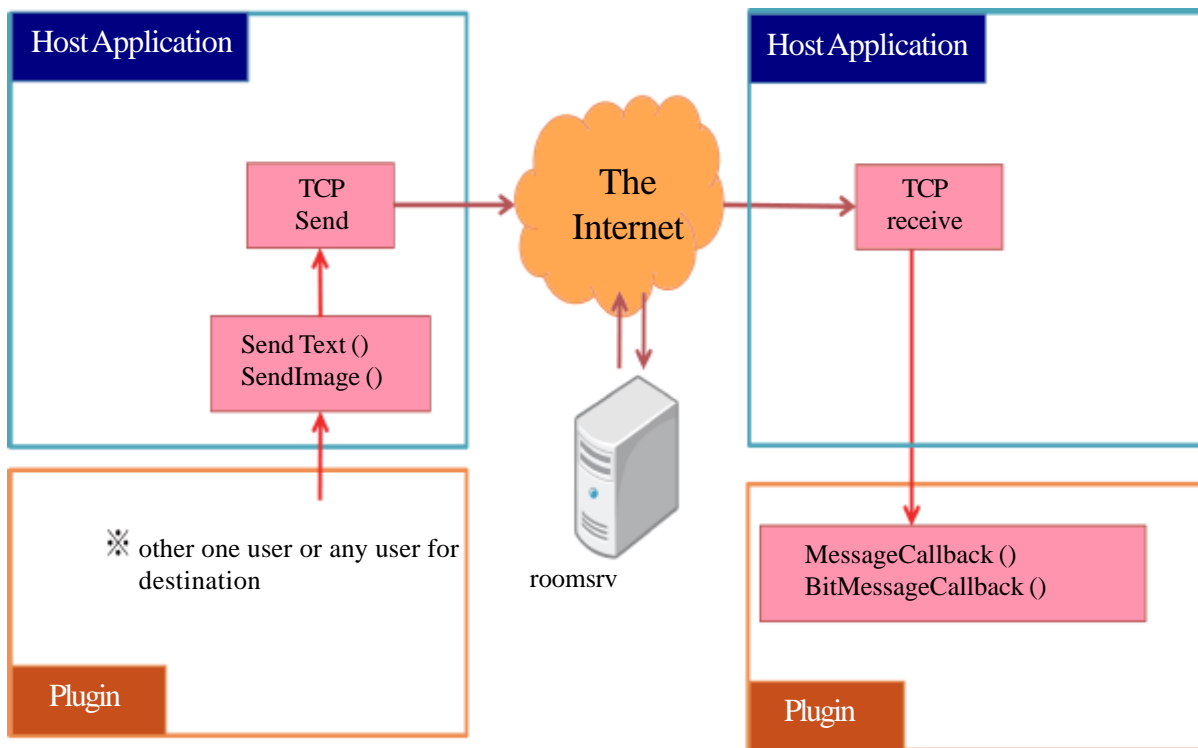 Host Application
TCP
Send
Send Text ()
SendImage ()
※ other one user or any user for
destination
Plugin
The
Internet
roomsrv
Host Application
TCP
receive
MessageCallback ()
BitMessageCallback ()
Plugin